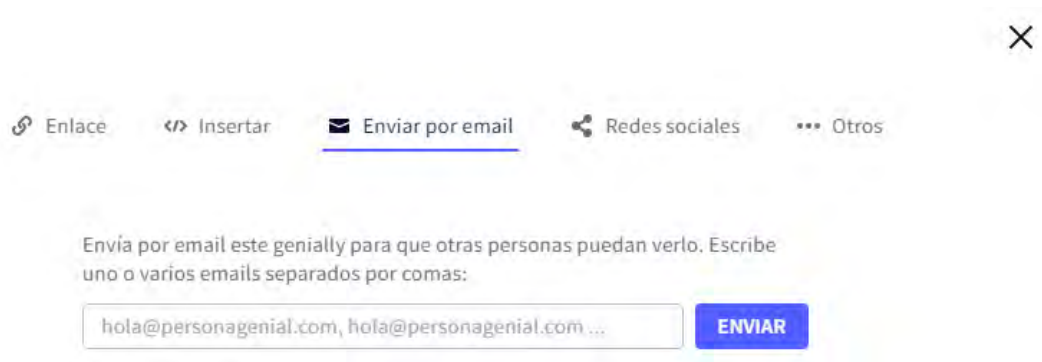 Enlace </> Insertar Enviar por email Redes sociales ••• Otros
Envía por email este genially para que otras personas puedan verlo. Escribe
uno o varios emails separados por comas:
hola@personagenial.com, hola@personagenial.com ... ENVIAR